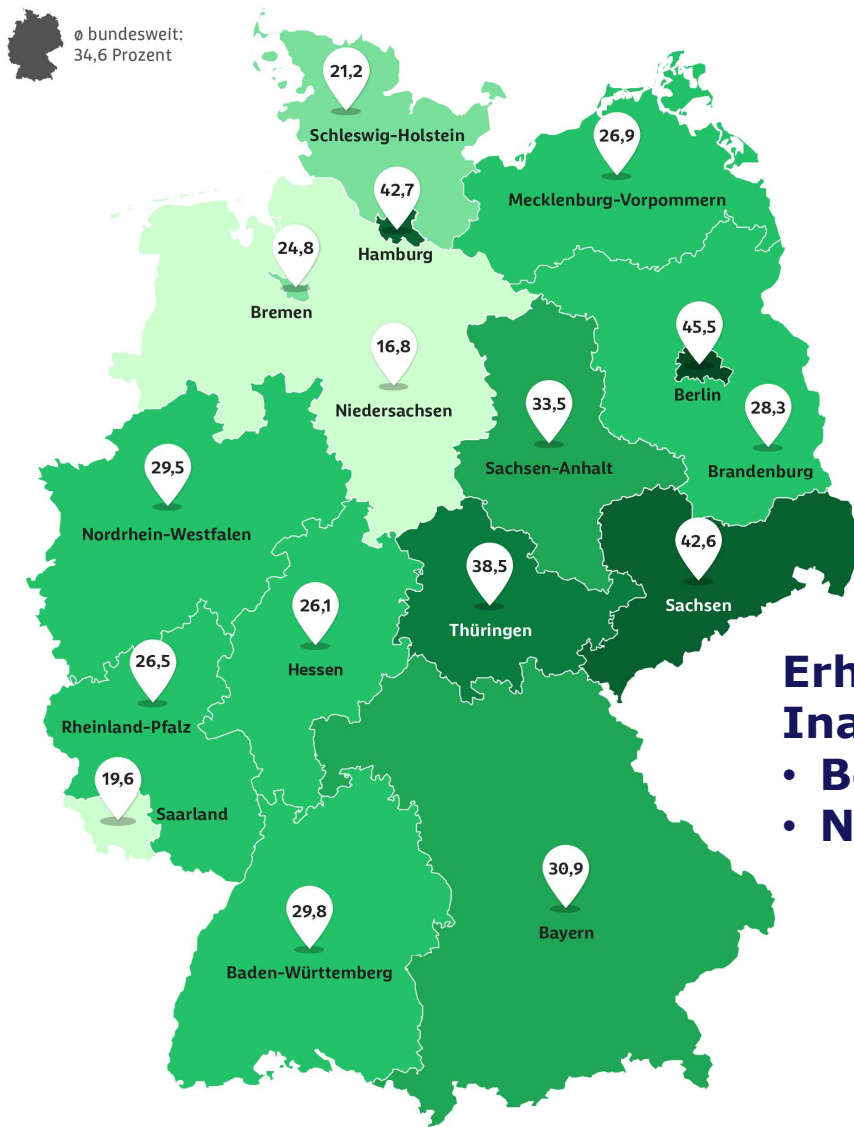 ø bundesweit:
34,6 Prozent
21,2
Schleswig-Holstein
26,9
Mecklenburg-Vorpommern
42,7
Hamburg
24,8
Bremen
45,5
Berlin
16,8
Niedersachsen
33,5
Sachsen-Anhalt
28,3
Brandenburg
29,5
Nordrhein-Westfalen
42,6
Sachsen
38,5
Thüringen
26,1
Hessen
26,5
Rheinland-Pfalz
19,6
Saarland
30,9
Bayern
29,8
Baden-Württemberg